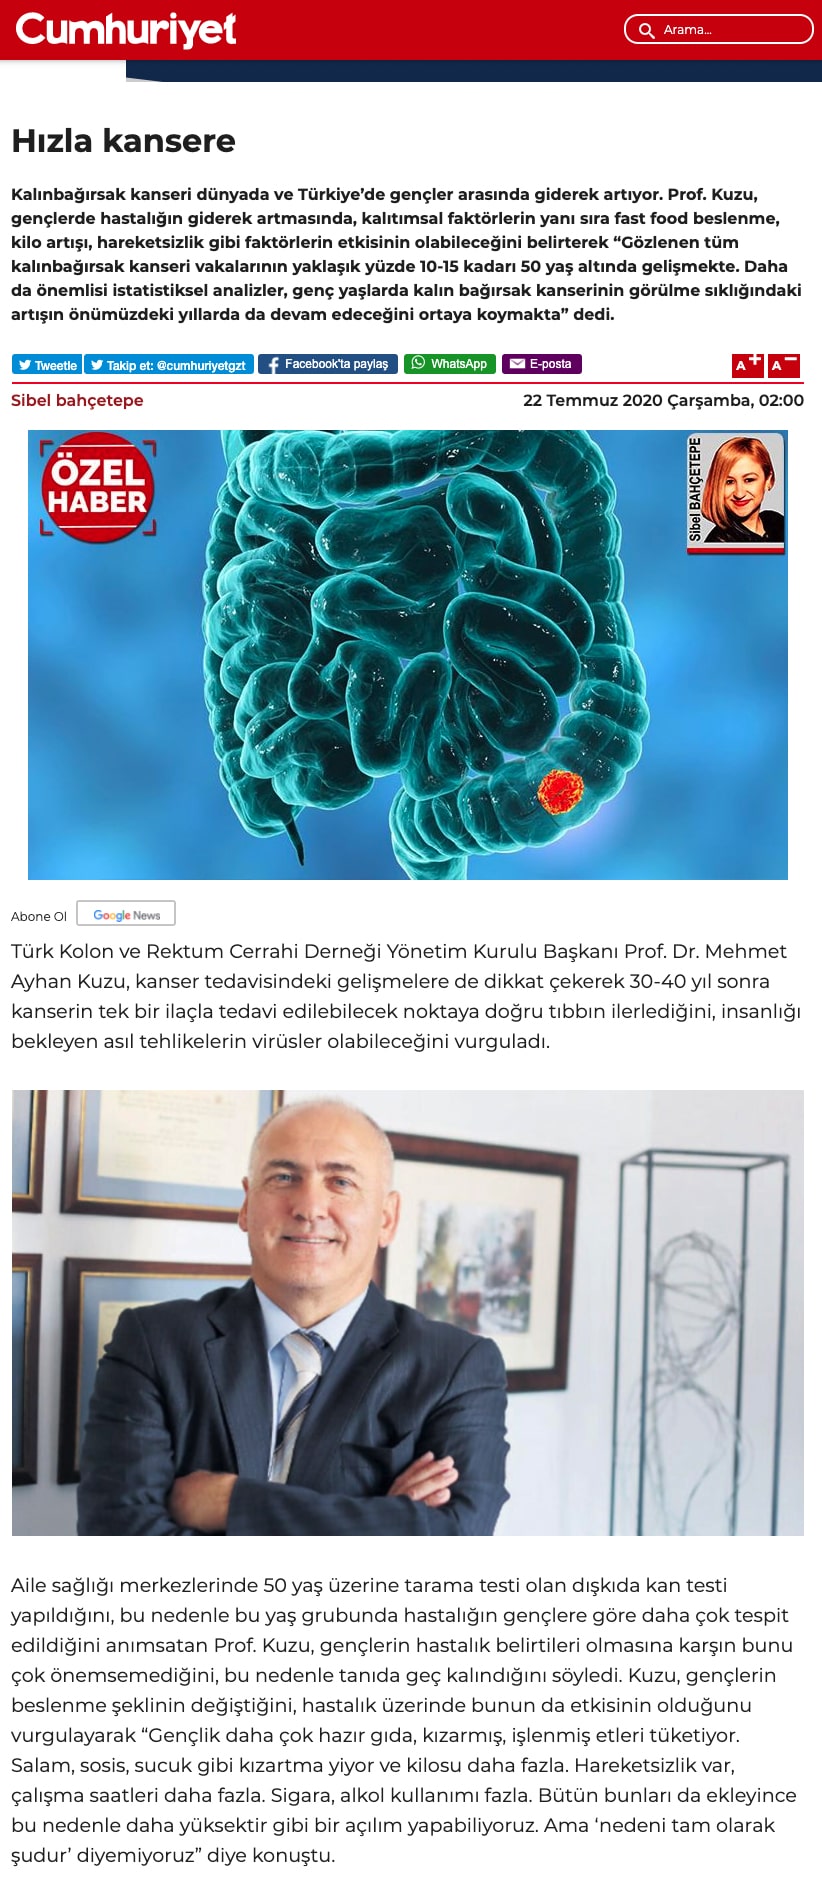 Cumhuriyet
Arama...
Hızla kansere
Kalınbağırsak kanseri dünyada ve Türkiye’de gençler arasında giderek artıyor. Prof. Kuzu,
gençlerde hastalığın giderek artmasında, kalıtımsal faktörlerin yanı sıra fast food beslenme,
kilo artışı, hareketsizlik gibi faktörlerin etkisinin olabileceğini belirterek “Gözlenen tüm
kalınbağırsak kanseri vakalarının yaklaşık yüzde 10-15 kadarı 50 yaş altında gelişmekte. Daha
da önemlisi istatistiksel analizler, genç yaşlarda kalın bağırsak kanserinin görülme sıklığındaki
artışın önümüzdeki yıllarda da devam edeceğini ortaya koymakta” dedi.
Tweetle Takip et: @cumhuriyetgzt Facebook'ta paylaş WhatsApp E-posta A+ A-
Sibel bahçetepe 22 Temmuz 2020 Çarşamba, 02:00
ÖZEL
HABER
Sibel BAHÇETEPE
Abone Ol Google News
Türk Kolon ve Rektum Cerrahi Derneği Yönetim Kurulu Başkanı Prof. Dr. Mehmet
Ayhan Kuzu, kanser tedavisindeki gelişmelere de dikkat çekerek 30-40 yıl sonra
kanserin tek bir ilaçla tedavi edilebilecek noktaya doğru tıbbın ilerlediğini, insanlığı
bekleyen asıl tehlikelerin virüsler olabileceğini vurguladı.
Aile sağlığı merkezlerinde 50 yaş üzerine tarama testi olan dışkıda kan testi
yapıldığını, bu nedenle bu yaş grubunda hastalığın gençlere göre daha çok tespit
edildiğini anımsatan Prof. Kuzu, gençlerin hastalık belirtileri olmasına karşın bunu
çok önemsemediğini, bu nedenle tanıda geç kalındığını söyledi. Kuzu, gençlerin
beslenme şeklinin değiştiğini, hastalık üzerinde bunun da etkisinin olduğunu
vurgulayarak “Gençlik daha çok hazır gıda, kızarmış, işlenmiş etleri tüketiyor.
Salam, sosis, sucuk gibi kızartma yiyor ve kilosu daha fazla. Hareketsizlik var,
çalışma saatleri daha fazla. Sigara, alkol kullanımı fazla. Bütün bunları da ekleyince
bu nedenle daha yüksektir gibi bir açılım yapabiliyoruz. Ama ‘nedeni tam olarak
şudur’ diyemiyoruz” diye konuştu.